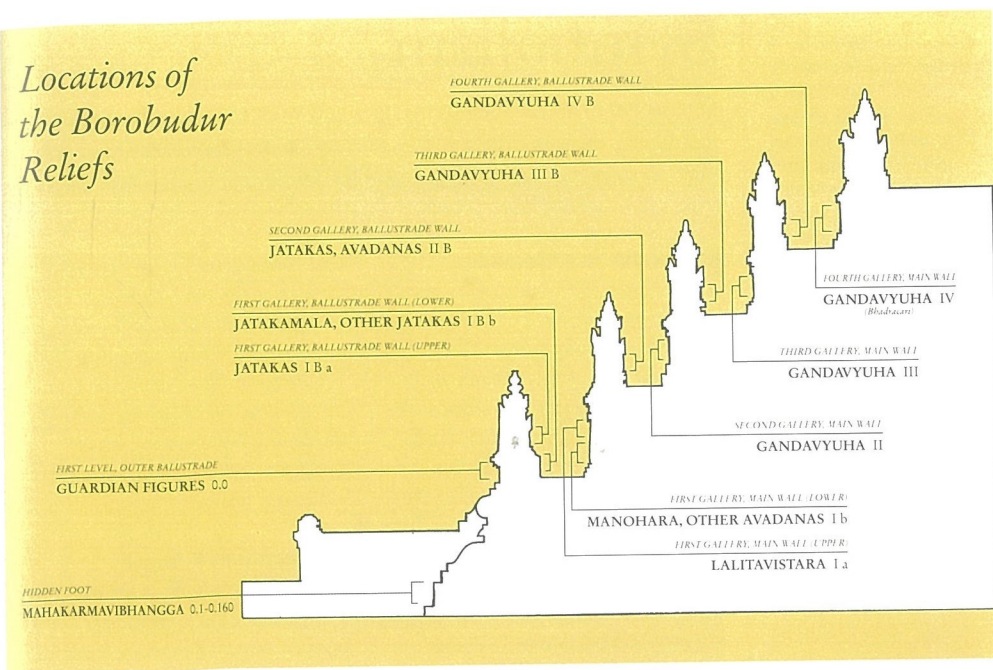 Locations of
the Borobudur
Reliefs
FOURTH GALLERY, BALLUSTRADE WALL
GANDAVYUHA IV B
THIRD GALLERY, BALLUSTRADE WALL
GANDAVYUHA III B
SECOND GALLERY, BALLUSTRADE WALL
JATAKAS, AVADANAS II B
FIRST GALLERY, BALLUSTRADE WALL (LOWER)
JATAKAMALA, OTHER JATAKAS I B b
FIRST GALLERY, BALLUSTRADE WALL (UPPER)
JATAKAS I B a
FIRST LEVEL, OUTER BALUSTRADE
GUARDIAN FIGURES 0.0
HIDDEN FOOT
MAHAKARMAVIBHANGGA 0.1-0.160
FOURTH GALLERY, MAIN WALL
GANDAVYUHA IV
(Bhadracari)
THIRD GALLERY, MAIN WALL
GANDAVYUHA III
SECOND GALLERY, MAIN WALL
GANDAVYUHA II
FIRST GALLERY, MAIN WALL (LOWER)
MANOHARA, OTHER AVADANAS I b
FIRST GALLERY, MAIN WALL (UPPER)
LALITAVISTARA I a